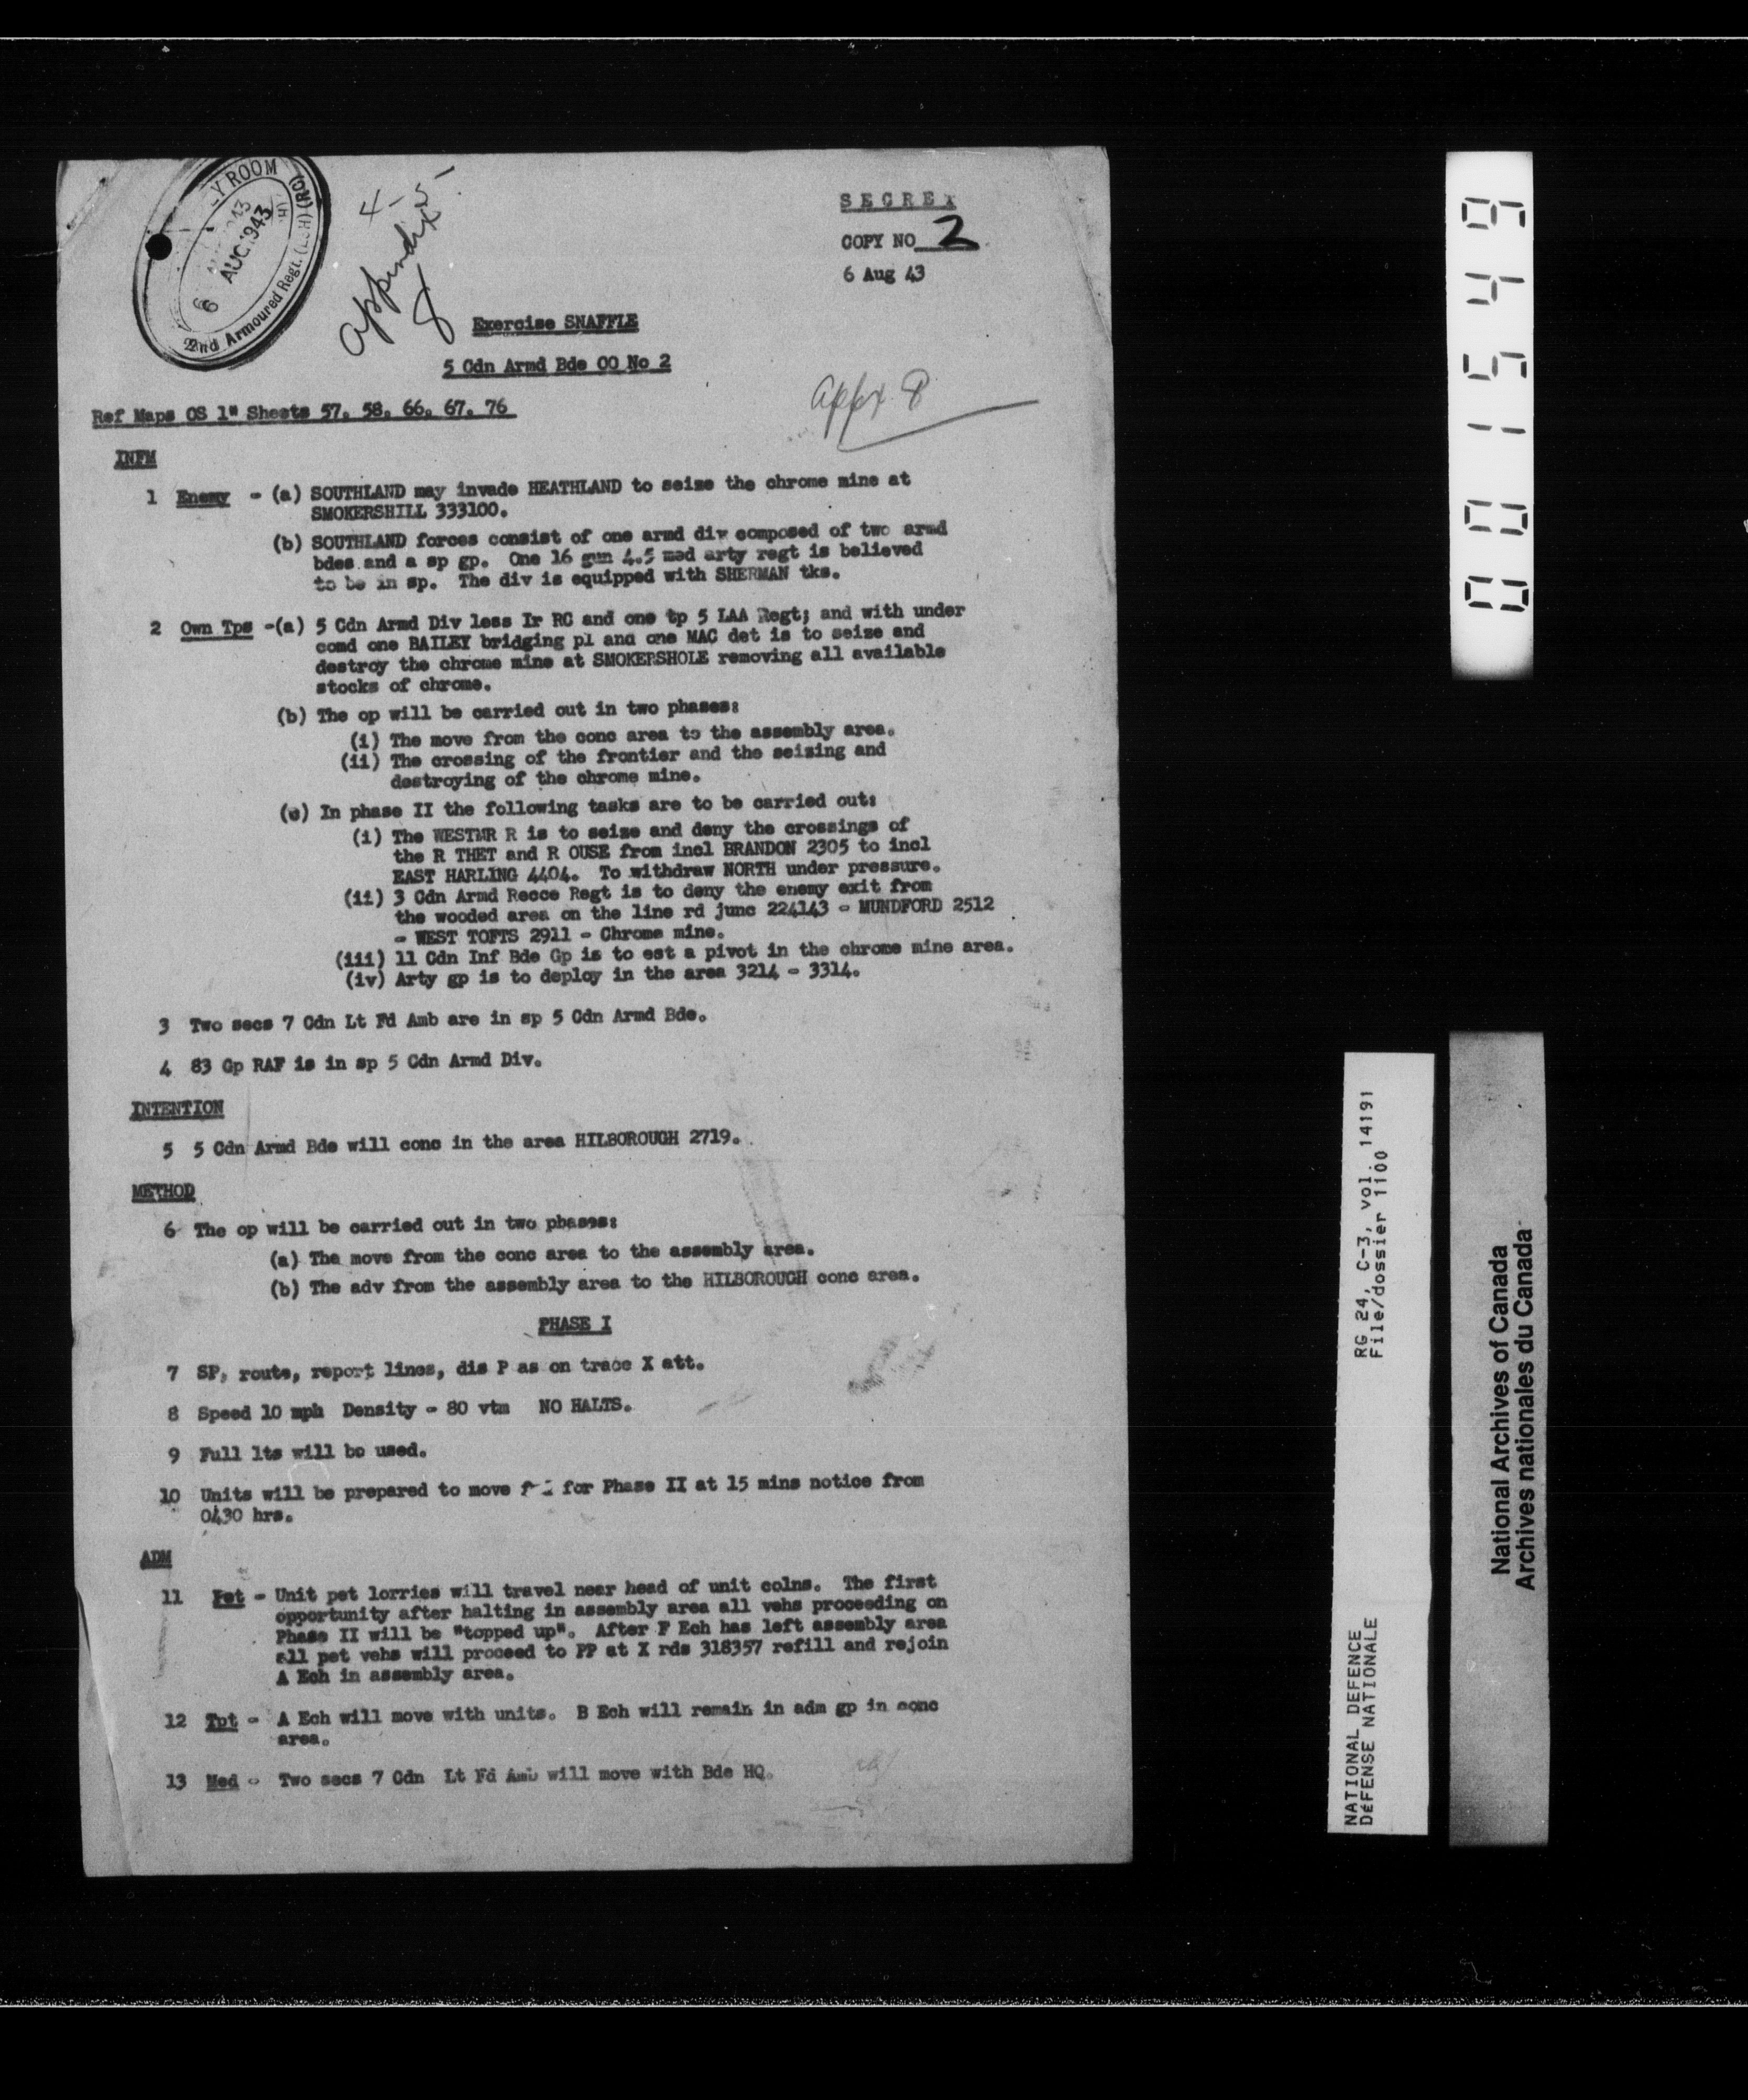 LY ROOM
6 AUG 1943
2nd Armoured Regt. (LSH) (RC)
4-
5-
Appendix
8
SECRET
COPY NO 2
6 Aug 43
Exercise SNAFFLE
5 Cdn Armd Bde OO No 2
Appx 8
Ref Maps OS 1" Sheets 57, 58, 66, 67, 76
INFM
1 Enemy - (a) SOUTHLAND may invade HEATHLAND to seize the chrome mine at
SMOKERSHILL 333100.
(b) SOUTHLAND forces consist of one armd div composed of two armd
bdes and a sp gp. One 16 gun 4.5 med arty regt is believed
to be in sp. The div is equipped with SHERMAN tks.
2 Own Tps -(a) 5 Cdn Armd Div less Ir RC and one tp 5 LAA Regt; and with under
comd one BAILEY bridging pl and one MAC det is to seize and
destroy the chrome mine at SMOKERSHOLE removing all available
stocks of chrome.
(b) The op will be carried out in two phases:
(i) The move from the conc area to the assembly area.
(ii) The crossing of the frontier and the seizing and
destroying of the chrome mine.
(c) In phase II the following tasks are to be carried out:
(i) The WESTMR R is to seize and deny the crossings of
the R THET and R OUSE from incl BRANDON 2305 to incl
EAST HARLING 4404. To withdraw NORTH under pressure.
(ii) 3 Cdn Armd Recce Regt is to deny the enemy exit from
the wooded area on the line rd junc 224143 - MUNDFORD 2512
- WEST TOFTS 2911 - Chrome mine.
(iii) 11 Cdn Inf Bde Gp is to est a pivot in the chrome mine area.
(iv) Arty gp is to deploy in the area 3214 - 3314.
3 Two secs 7 Cdn Lt Fd Amb are in sp 5 Cdn Armd Bde.
4 83 Gp RAF is in sp 5 Cdn Armd Div.
INTENTION
5 5 Cdn Armd Bde will conc in the area HILBOROUGH 2719.
METHOD
6 The op will be carried out in two phases:
(a) The move from the conc area to the assembly area.
(b) The adv from the assembly area to the HILBOROUGH conc area.
PHASE I
7 SP, route, report lines, dis P as on trace X att.
8 Speed 10 mph Density - 80 vtm NO HALTS.
9 Full lts will be used.
10 Units will be prepared to move for Phase II at 15 mins notice from
0430 hrs.
ADM
11 Pet - Unit pet lorries will travel near head of unit colns. The first
opportunity after halting in assembly area all vehs proceeding on
Phase II will be "topped up". After F Ech has left assembly area
all pet vehs will proceed to PP at X rds 318357 refill and rejoin
A Ech in assembly area.
12 Tpt - A Ech will move with units. B Ech will remain in adm gp in conc
area.
13 Med - Two secs 7 Cdn Lt Fd Amb will move with Bde HQ.
001549
RG 24, C-3, vol. 14191
File/dossier 1100
NATIONAL DEFENCE
DéFENSE NATIONALE
National Archives of Canada
Archives nationales du Canada